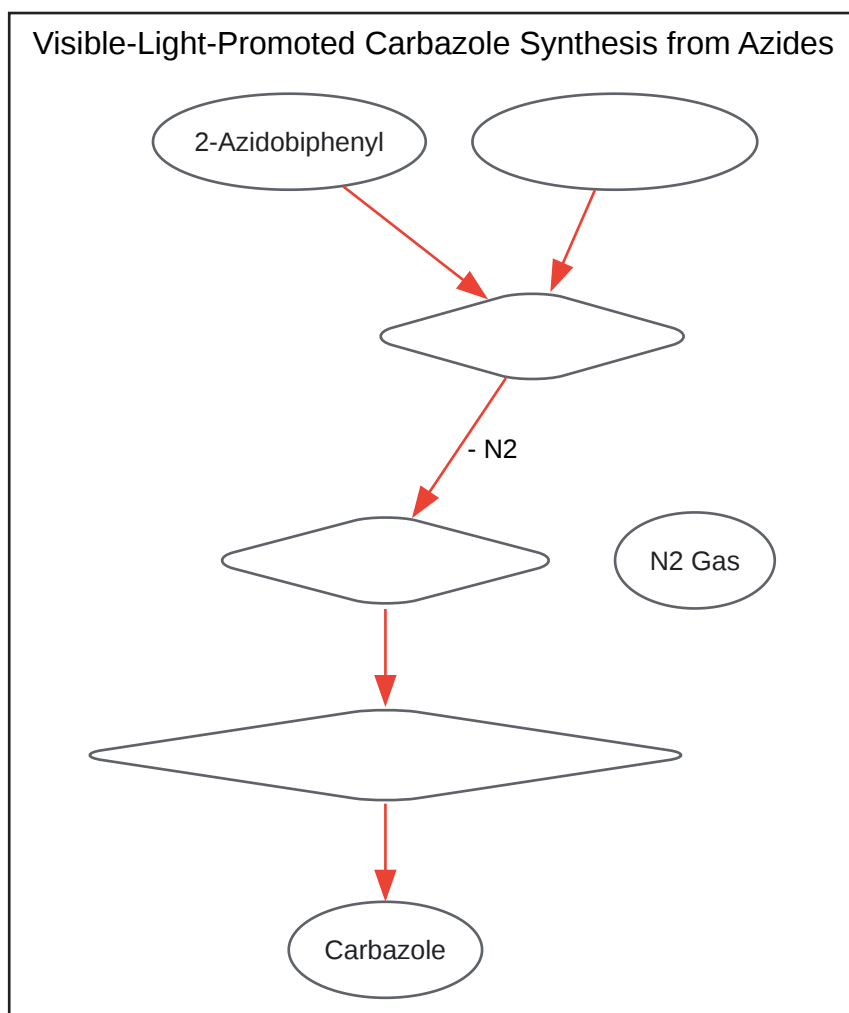 Visible-Light-Promoted Carbazole Synthesis from Azides
2-Azidobiphenyl
- N2
N2 Gas
Carbazole